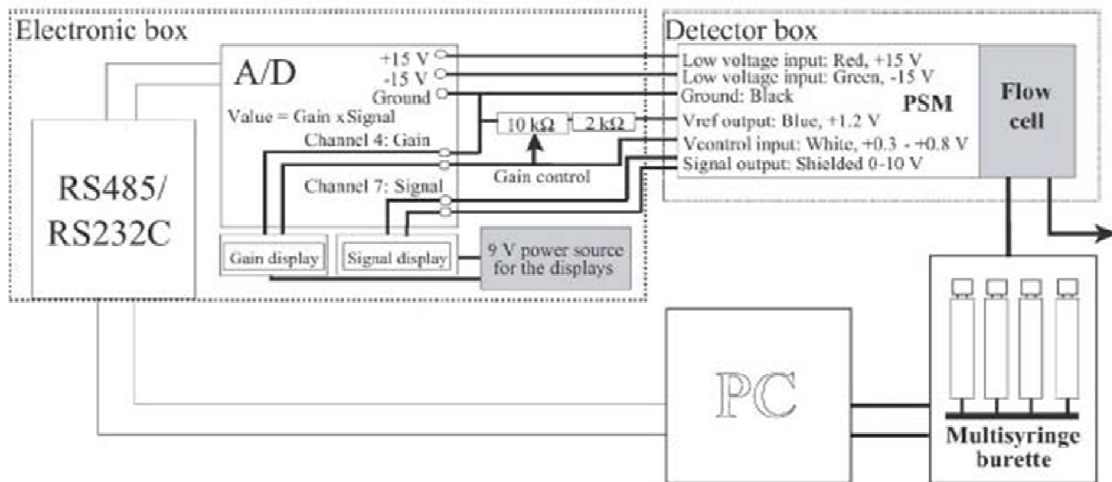 Electronic box
A/D
+15 V
-15 V
Ground
Value = Gain xSignal
Channel 4: Gain
10 kΩ
2 kΩ
Gain control
Channel 7: Signal
RS485/
RS232C
Gain display
Signal display
9 V power source
for the displays
Detector box
Low voltage input: Red, +15 V
Low voltage input: Green, -15 V
Ground: Black
PSM
Vref output: Blue, +1.2 V
Vcontrol input: White, +0.3 - +0.8 V
Signal output: Shielded 0-10 V
Flow
cell
PC
Multisyringe
burette